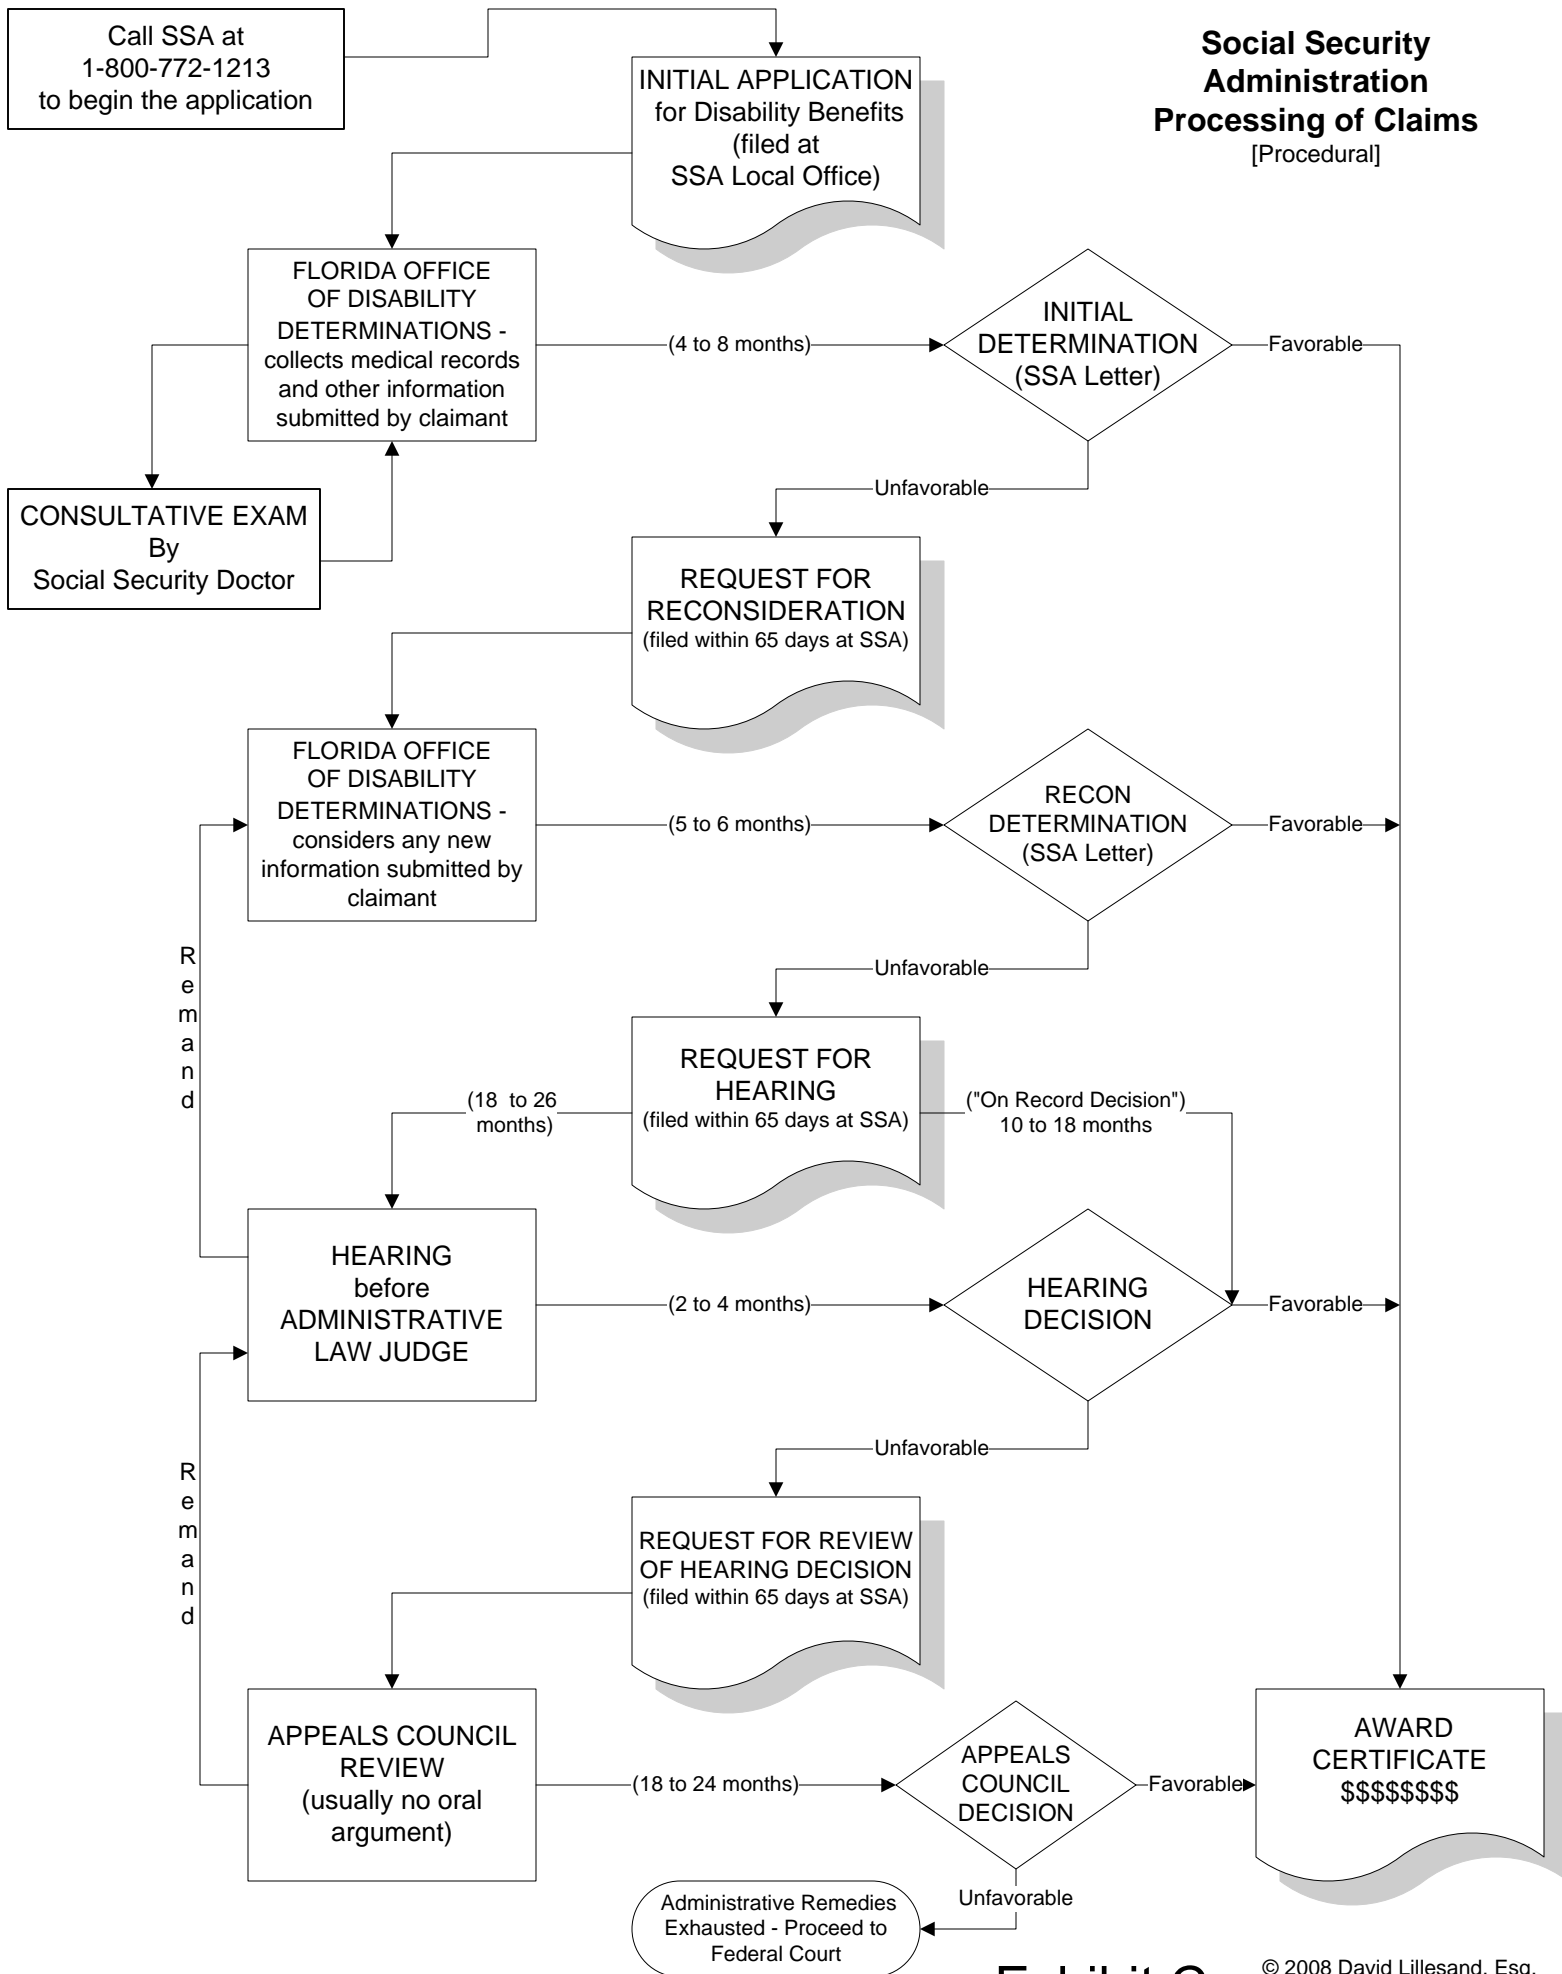 Call SSA at
1-800-772-1213
to begin the application
INITIAL APPLICATION
for Disability Benefits
(filed at
SSA Local Office)
Social Security
Administration
Processing of Claims
[Procedural]
FLORIDA OFFICE
OF DISABILITY
DETERMINATIONS -
collects medical records
and other information
submitted by claimant
(4 to 8 months)
INITIAL
DETERMINATION
(SSA Letter)
Favorable
Unfavorable
CONSULTATIVE EXAM
By
Social Security Doctor
REQUEST FOR
RECONSIDERATION
(filed within 65 days at SSA)
FLORIDA OFFICE
OF DISABILITY
DETERMINATIONS -
considers any new
information submitted by
claimant
(5 to 6 months)
RECON
DETERMINATION
(SSA Letter)
Favorable
Unfavorable
Remand
REQUEST FOR
HEARING
(filed within 65 days at SSA)
(18 to 26
months)
("On Record Decision")
10 to 18 months
HEARING
before
ADMINISTRATIVE
LAW JUDGE
(2 to 4 months)
HEARING
DECISION
Favorable
Unfavorable
Remand
REQUEST FOR REVIEW
OF HEARING DECISION
(filed within 65 days at SSA)
APPEALS COUNCIL
REVIEW
(usually no oral
argument)
(18 to 24 months)
APPEALS
COUNCIL
DECISION
Favorable
AWARD
CERTIFICATE
$$$$$$$$
Unfavorable
Administrative Remedies
Exhausted - Proceed to
Federal Court
© 2008 David Lillesand, Esq.